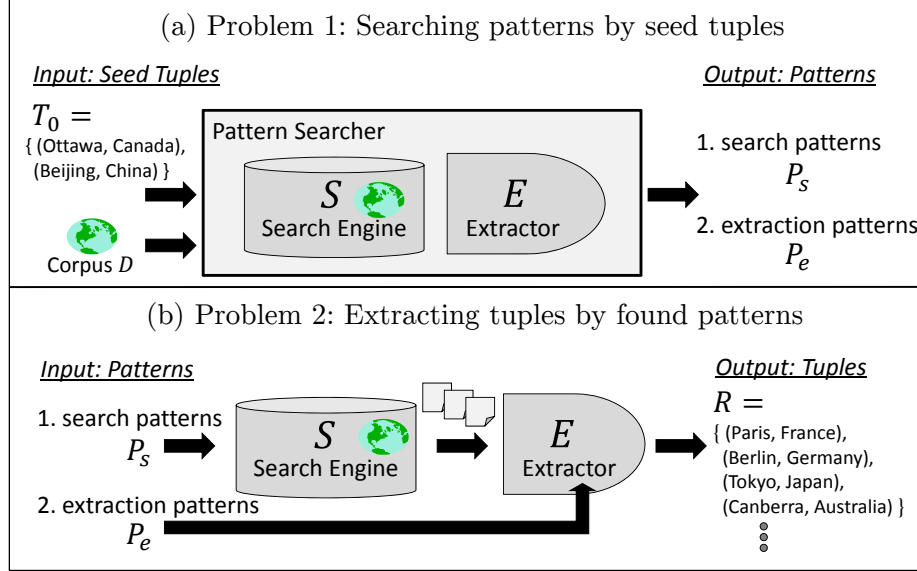 (a) Problem 1: Searching patterns by seed tuples
Input: Seed Tuples
T₀ =
{ (Ottawa, Canada),
(Beijing, China) }
Corpus D
Pattern Searcher
S
Search Engine
E
Extractor
Output: Patterns
1. search patterns
Pₛ
2. extraction patterns
Pₑ
(b) Problem 2: Extracting tuples by found patterns
Input: Patterns
1. search patterns
Pₛ
2. extraction patterns
Pₑ
S
Search Engine
E
Extractor
Output: Tuples
R =
{ (Paris, France),
(Berlin, Germany),
(Tokyo, Japan),
(Canberra, Australia) }